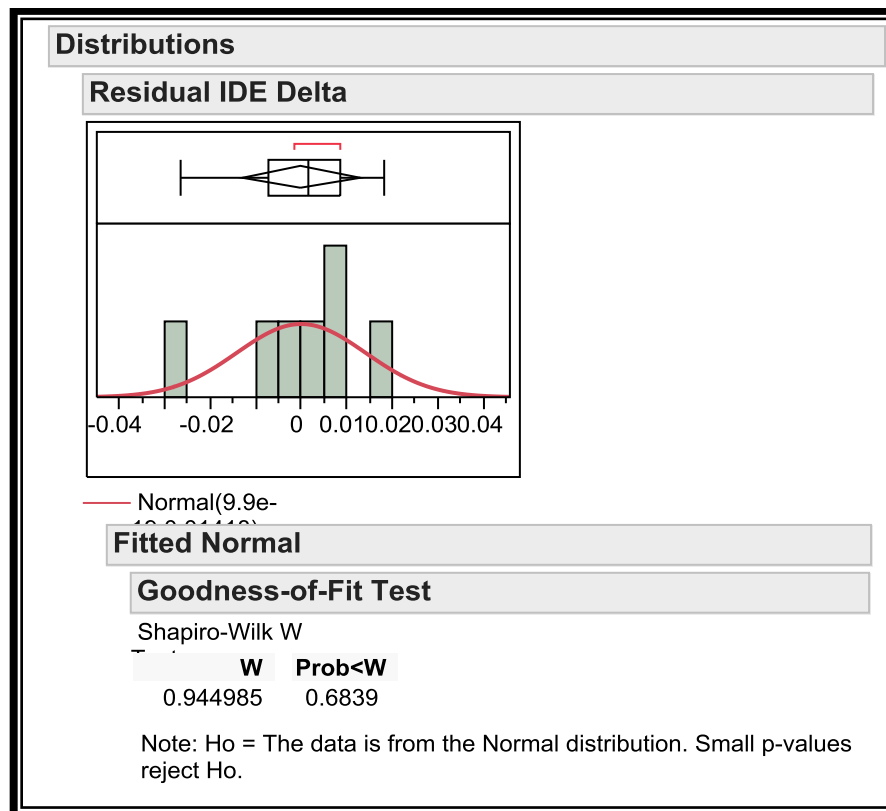 Distributions
Residual IDE Delta
-0.04 -0.02 0 0.010.020.030.04
Normal(9.9e-
Fitted Normal
Goodness-of-Fit Test
Shapiro-Wilk W
W Prob<W
0.944985 0.6839
Note: Ho = The data is from the Normal distribution. Small p-values
reject Ho.